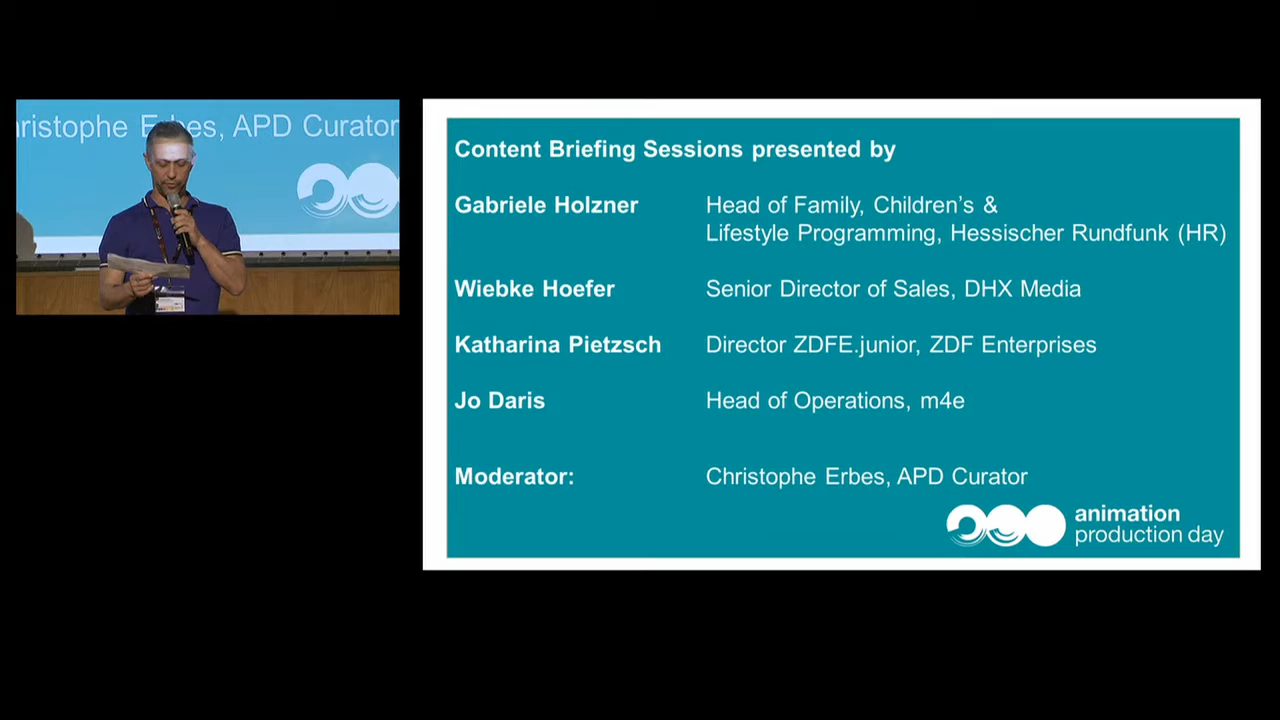 ristophe Erbes, APD Curator
Content Briefing Sessions presented by
Gabriele Holzner Head of Family, Children's &
Lifestyle Programming, Hessischer Rundfunk (HR)
Wiebke Hoefer Senior Director of Sales, DHX Media
Katharina Pietzsch Director ZDFE.junior, ZDF Enterprises
Jo Daris Head of Operations, m4e
Moderator: Christophe Erbes, APD Curator
animation
production day